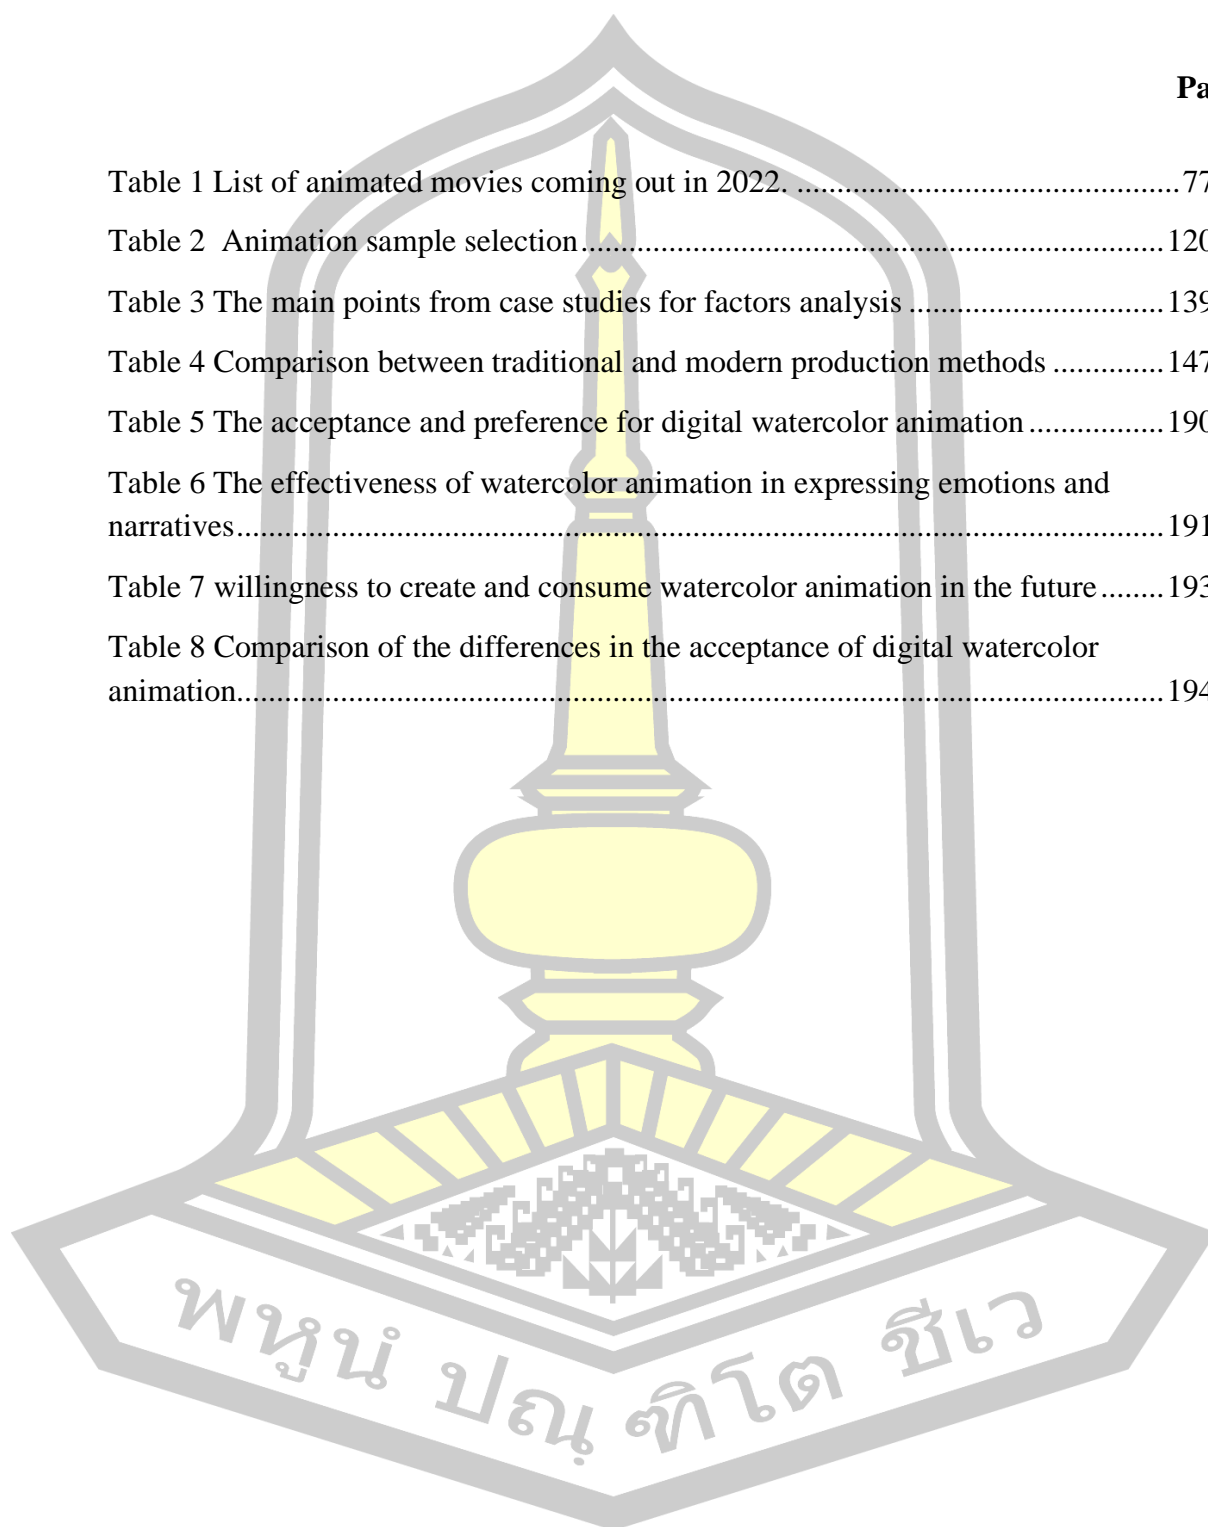 Pa
Table 1 List of animated movies coming out in 2022. ...............................................77
Table 2  Animation sample selection.......................................................................120
Table 3 The main points from case studies for factors analysis ...............................139
Table 4 Comparison between traditional and modern production methods ..............147
Table 5 The acceptance and preference for digital watercolor animation .................190
Table 6 The effectiveness of watercolor animation in expressing emotions and
narratives..................................................................................................................191
Table 7 willingness to create and consume watercolor animation in the future ........193
Table 8 Comparison of the differences in the acceptance of digital watercolor
animation..................................................................................................................194
พหูนํ ปณฺฑิโต ชีเว